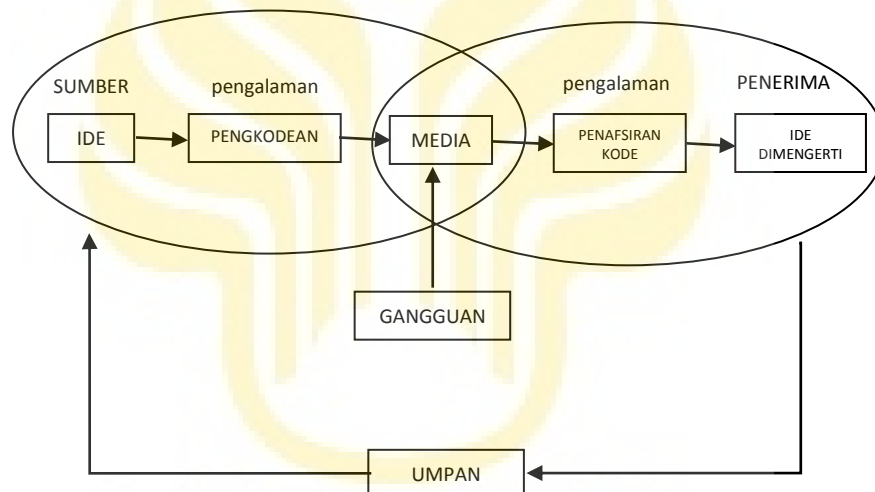 SUMBER
pengalaman
pengalaman
PENERIMA
IDE
PENGKODEAN
MEDIA
PENAFSIRAN
KODE
IDE
DIMENGERTI
GANGGUAN
UMPAN